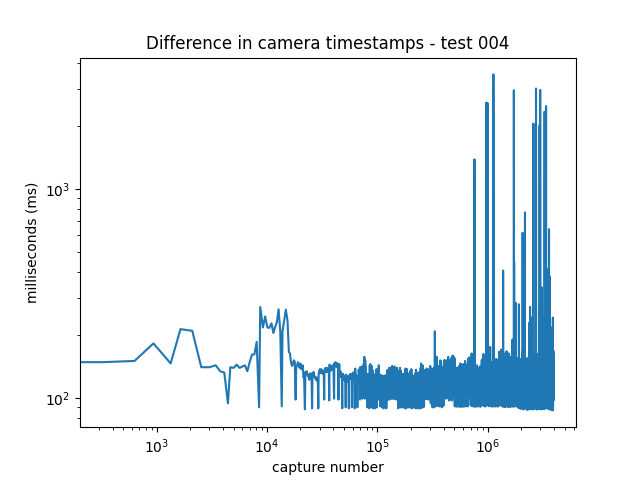 Difference in camera timestamps - test 004
milliseconds (ms)
10³
10²
10³
10⁴
10⁵
10⁶
capture number